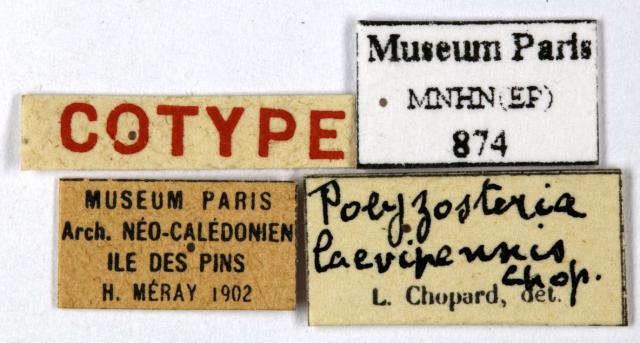 Museum Paris
MNHN(EP)
874
COTYPE
MUSEUM PARIS
Arch. NÉO-CALÉDONIEN
ILE DES PINS
H. MÉRAY 1902
Polyzosteria
laevipennis
Chop.
L. Chopard, det.